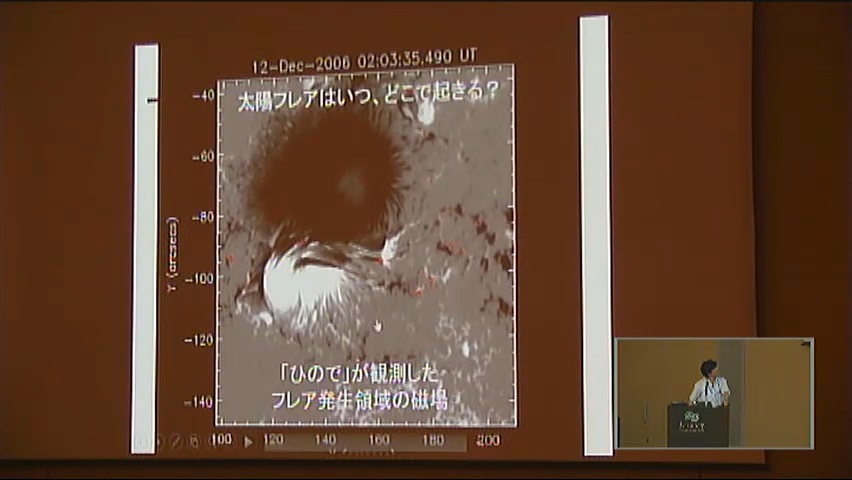 12-Dec-2006 02:03:35.490 UT
太陽フレアはいつ、どこで起きる?
-40
-60
-80
-100
-120
-140
Y (arcsecs)
「ひので」が観測した
フレア発生領域の磁場
100 120 140 160 180 200